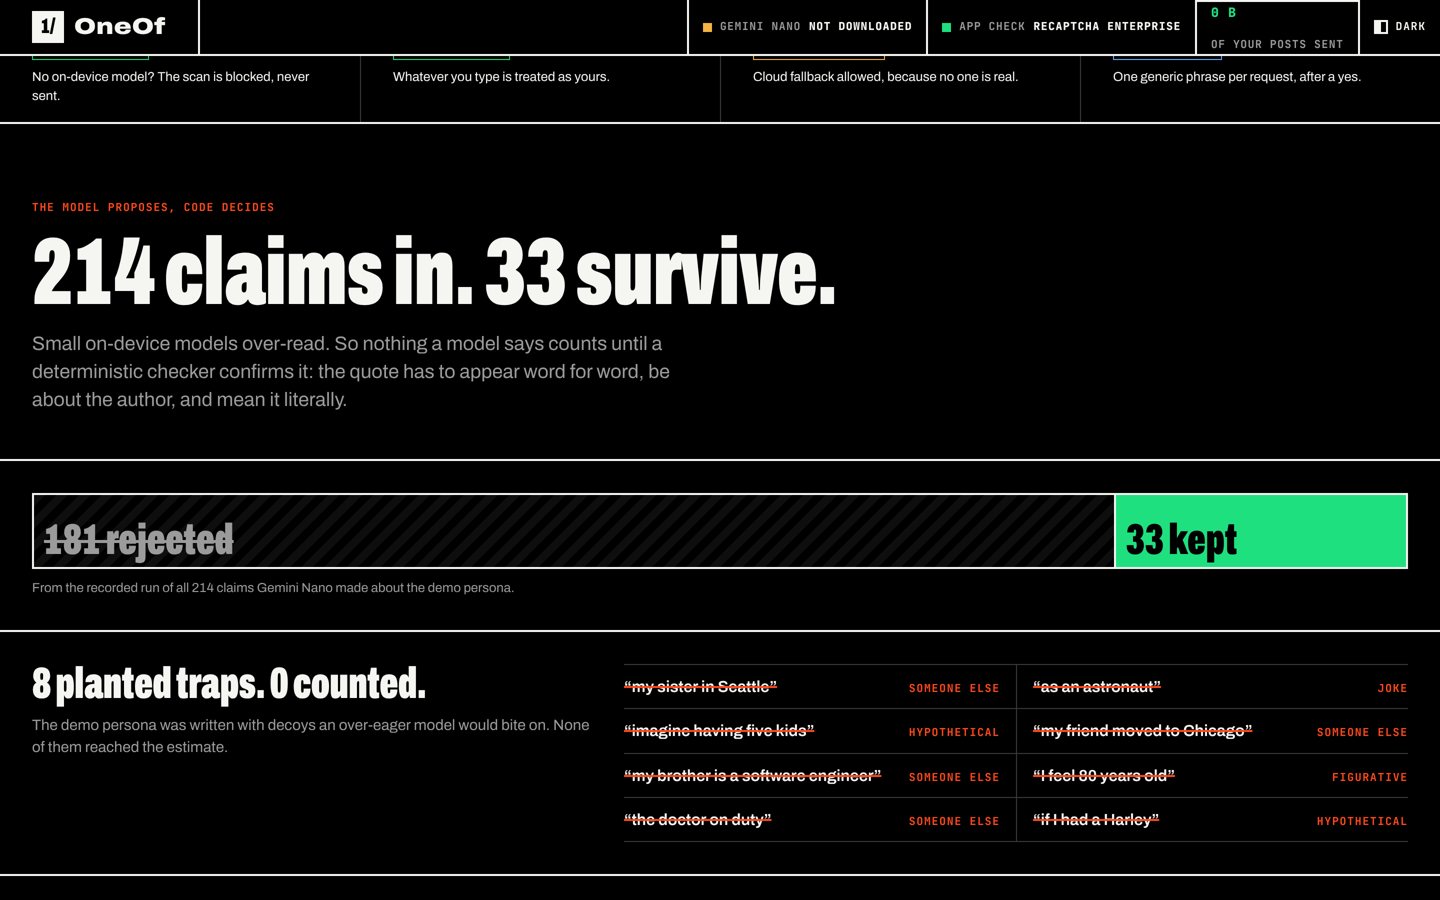 1/ OneOf
GEMINI NANO NOT DOWNLOADED
APP CHECK RECAPTCHA ENTERPRISE
0 B
OF YOUR POSTS SENT
DARK
No on-device model? The scan is blocked, never
sent.
Whatever you type is treated as yours.
Cloud fallback allowed, because no one is real.
One generic phrase per request, after a yes.
THE MODEL PROPOSES, CODE DECIDES
214 claims in. 33 survive.
Small on-device models over-read. So nothing a model says counts until a
deterministic checker confirms it: the quote has to appear word for word, be
about the author, and mean it literally.
181 rejected
33 kept
From the recorded run of all 214 claims Gemini Nano made about the demo persona.
8 planted traps. 0 counted.
The demo persona was written with decoys an over-eager model would bite on. None
of them reached the estimate.
“my sister in Seattle” SOMEONE ELSE
“as an astronaut” JOKE
“imagine having five kids” HYPOTHETICAL
“my friend moved to Chicago” SOMEONE ELSE
“my brother is a software engineer” SOMEONE ELSE
“I feel 80 years old” FIGURATIVE
“the doctor on duty” SOMEONE ELSE
“if I had a Harley” HYPOTHETICAL